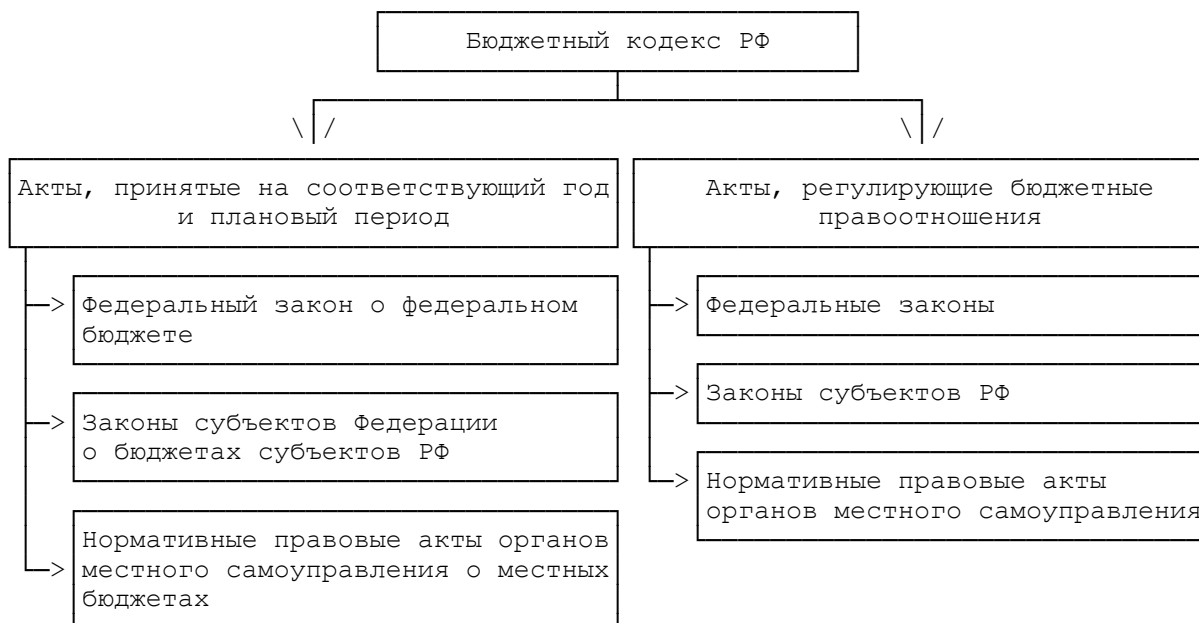 Бюджетный кодекс РФ
Акты, принятые на соответствующий год
и плановый период
Акты, регулирующие бюджетные
правоотношения
Федеральный закон о федеральном
бюджете
Законы субъектов Федерации
о бюджетах субъектов РФ
Нормативные правовые акты органов
местного самоуправления о местных
бюджетах
Федеральные законы
Законы субъектов РФ
Нормативные правовые акты
органов местного самоуправления